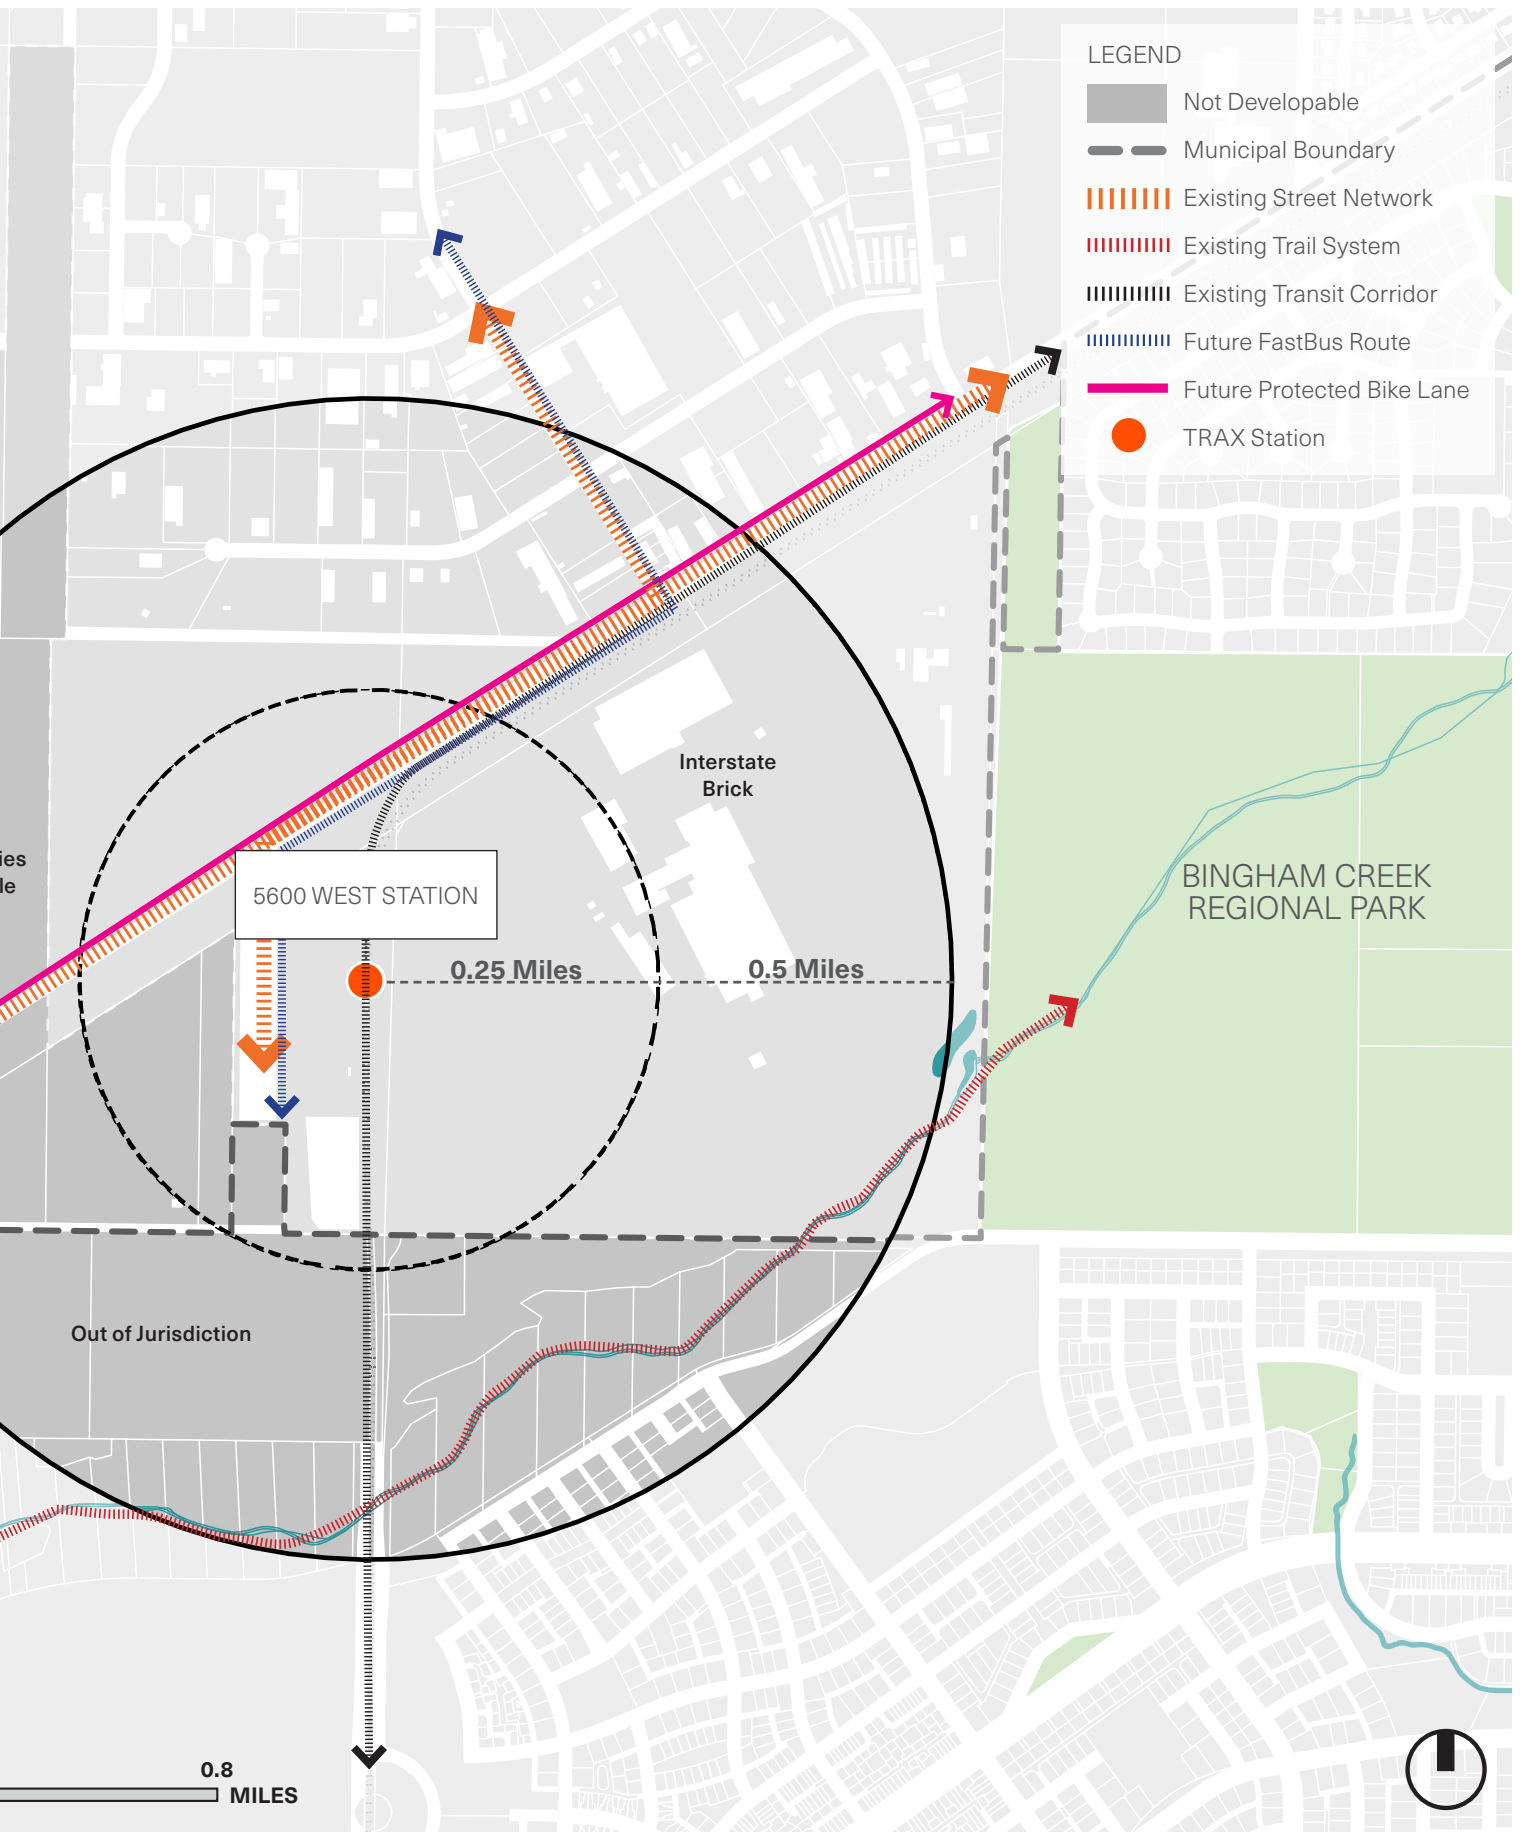 LEGEND
Not Developable
Municipal Boundary
Existing Street Network
Existing Trail System
Existing Transit Corridor
Future FastBus Route
Future Protected Bike Lane
TRAX Station
Interstate
Brick
ies
le
5600 WEST STATION
BINGHAM CREEK
REGIONAL PARK
0.25 Miles
0.5 Miles
Out of Jurisdiction
0.8
MILES